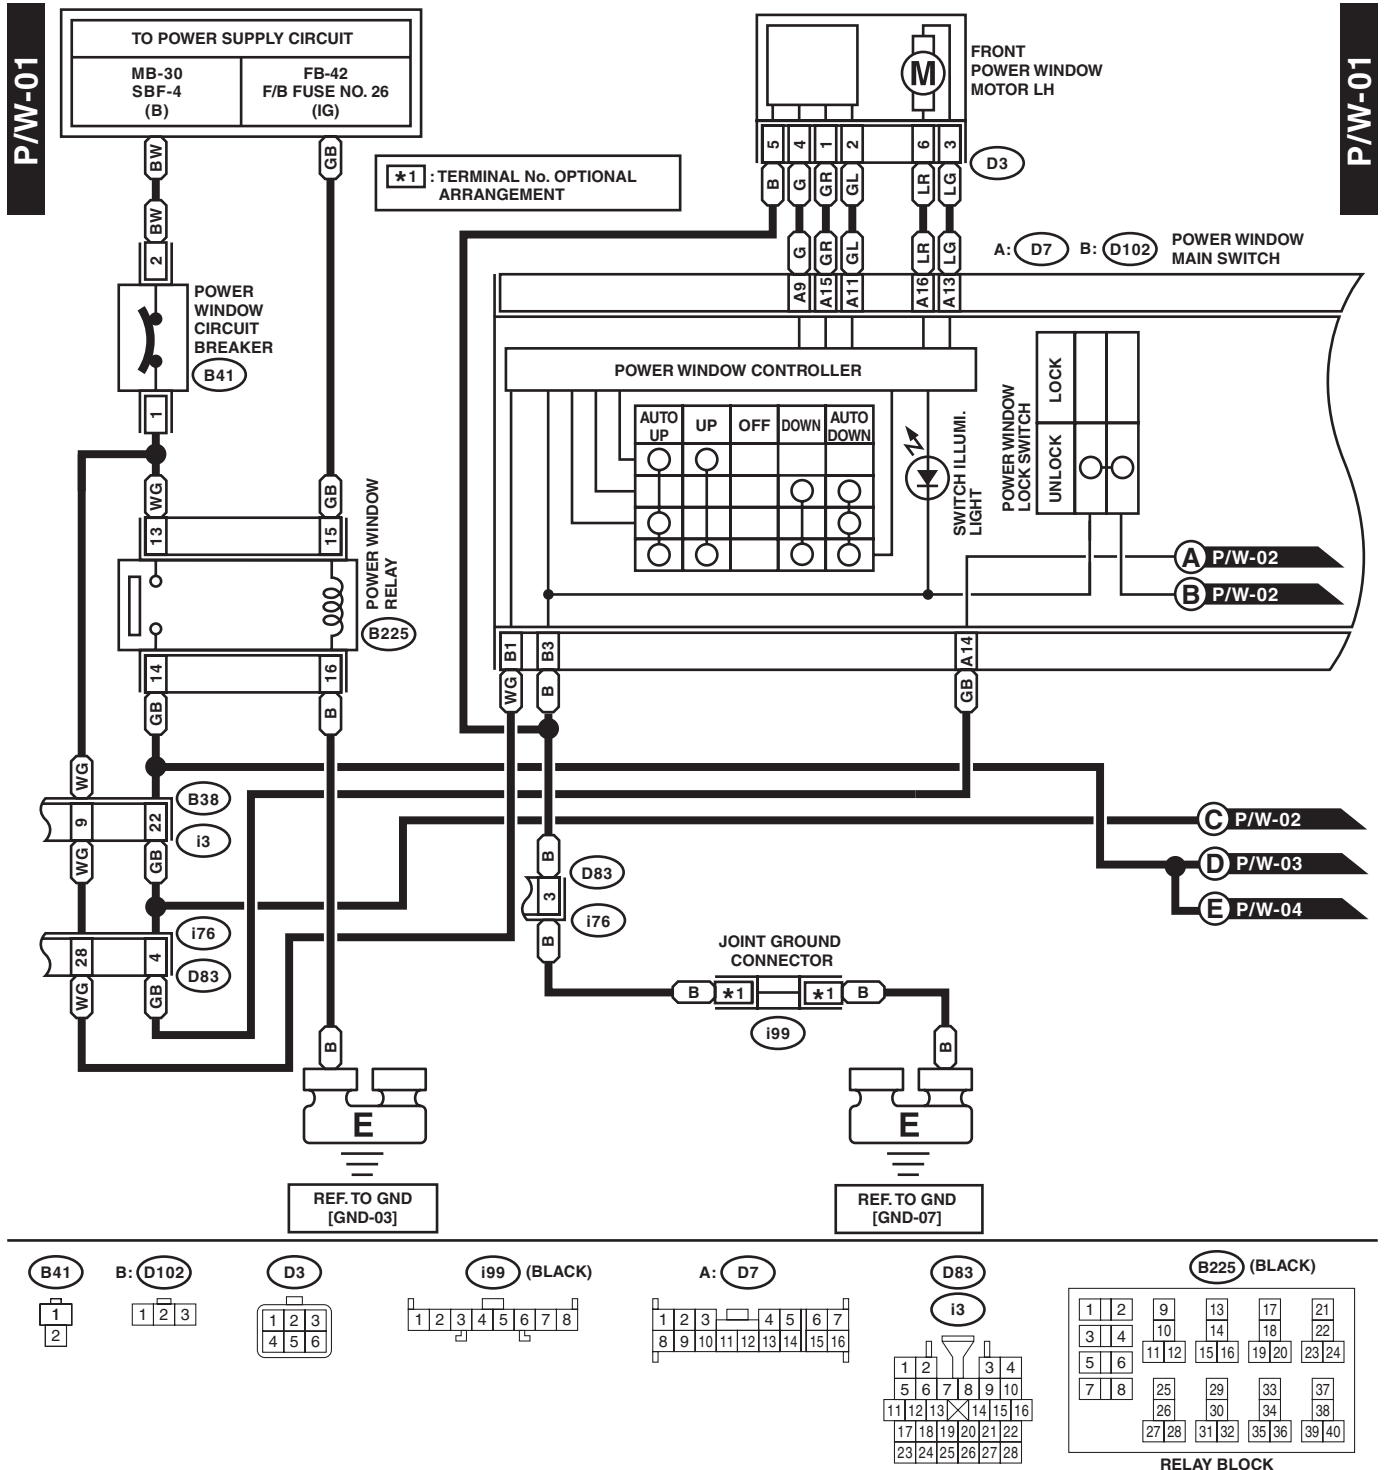 P/W-01
P/W-01
TO POWER SUPPLY CIRCUIT
MB-30
SBF-4
(B)
FB-42
F/B FUSE NO. 26
(IG)
BW
GB
*1 : TERMINAL No. OPTIONAL
ARRANGEMENT
M
FRONT
POWER WINDOW
MOTOR LH
5 4 1 2 6 3
D3
B G GR GL LR LG
BW
2
POWER
WINDOW
CIRCUIT
BREAKER
B41
1
G GR GL LR LG
A: D7 B: D102
POWER WINDOW
MAIN SWITCH
A9 A15 A11 A16 A13
POWER WINDOW CONTROLLER
AUTO
UP
UP
OFF
DOWN
AUTO
DOWN
SWITCH ILLUMI.
LIGHT
POWER WINDOW
LOCK SWITCH
LOCK
UNLOCK
A P/W-02
B P/W-02
WG GB
13 15
POWER WINDOW
RELAY
B225
14 16
GB B
B1 B3 A14
WG B GB
WG
B38
9 22
i3
WG GB
C P/W-02
D P/W-03
E P/W-04
B
D83
3
i76
B
i76
28 4
D83
WG GB
JOINT GROUND
CONNECTOR
B *1 *1 B
i99
B
B
E
E
REF. TO GND
[GND-03]
REF. TO GND
[GND-07]
B41
1
2
B: D102
1 2 3
D3
1 2 3
4 5 6
i99 (BLACK)
1 2 3 4 5 6 7 8
A: D7
1 2 3 4 5 6 7
8 9 10 11 12 13 14 15 16
D83
i3
1 2 3 4
5 6 7 8 9 10
11 12 13 14 15 16
17 18 19 20 21 22
23 24 25 26 27 28
B225 (BLACK)
1 2 9 13 17 21
3 4 10 14 18 22
5 6 11 12 15 16 19 20 23 24
7 8 25 29 33 37
26 30 34 38
27 28 31 32 35 36 39 40
RELAY BLOCK